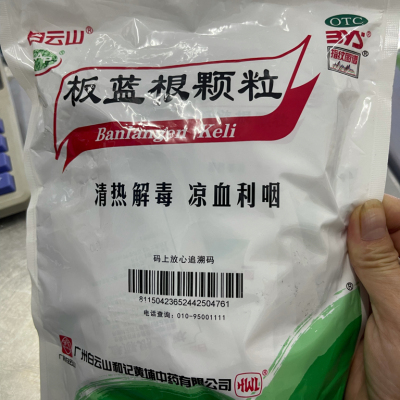 白云山®
OTC
板蓝根颗粒
Banlangen Keli
清热解毒 凉血利咽
码上放心追溯码
81150423652442504761
电话查询：010-95001111
广州白云山和记黄埔中药有限公司
HWL